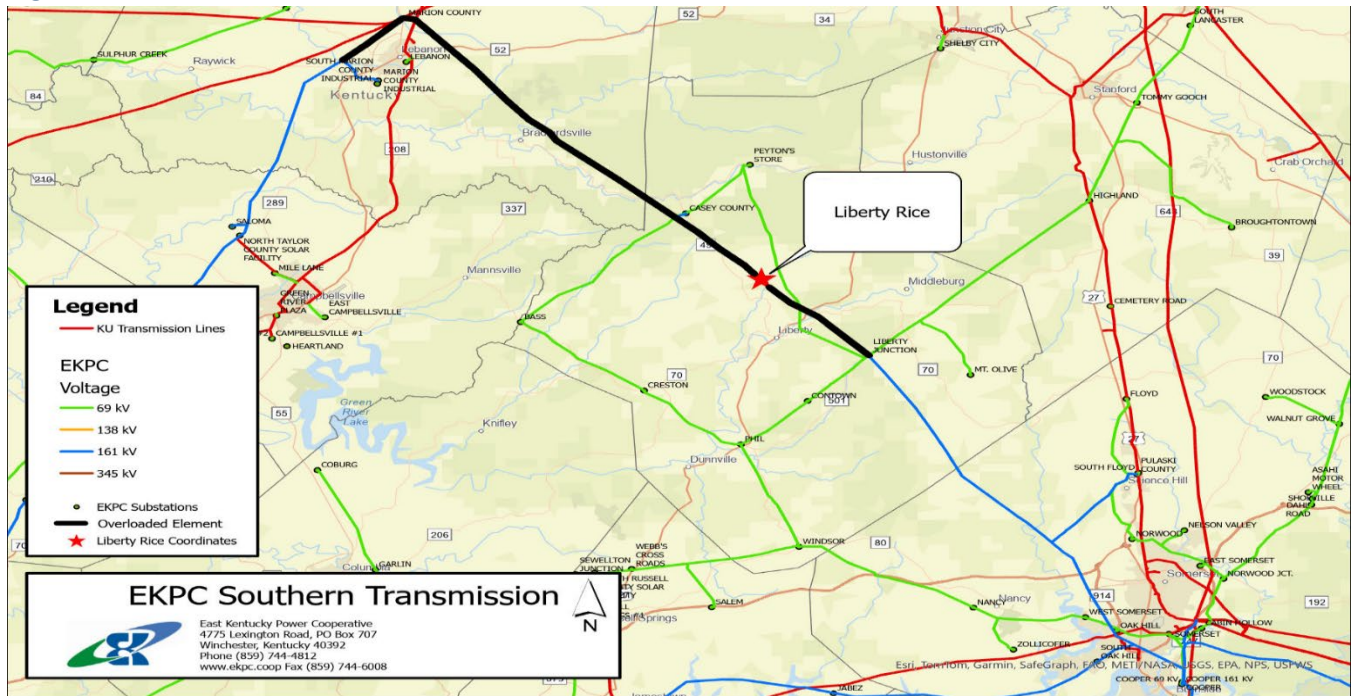 MARION COUNTY
52
34
SOUTH
LANCASTER
Junction City
SHELBY CITY
SULPHUR CREEK
Raywick
Lebanon
LEBANON
52
SOUTH MARION
COUNTY
INDUSTRIAL
MARION
COUNTY
INDUSTRIAL
Kentucky
84
Stanford
TOMMY GOOCH
Bradfordsville
208
PEYTON'S
STORE
Hustonville
Crab Orchard
210
289
337
CASEY COUNTY
Liberty Rice
HIGHLAND
BROUGHTONTOWN
39
SALOMA
NORTH TAYLOR
COUNTY SOLAR
FACILITY
MILE LANE
Mannsville
Middleburg
27
CEMETERY ROAD
Legend
KU Transmission Lines
EKPC
Voltage
69 kV
138 kV
161 kV
345 kV
EKPC Substations
Overloaded Element
Liberty Rice Coordinates
GREEN
RIVER
PLAZA
Campbellsville
EAST
CAMPBELLSVILLE
CAMPBELLSVILLE #1
HEARTLAND
BASS
Liberty
LIBERTY
JUNCTION
70
MT. OLIVE
70
70
CRESTON
CONTOWN
501
55
Green
River
Lake
Knifley
PHIL
Dunnville
FLOYD
27
WOODSTOCK
WALNUT GROVE
COBURG
SOUTH FLOYD
PULASKI
COUNTY
Science Hill
ASAHI
MOTOR
WHEEL
ROAD
NELSON VALLEY
NORWOOD
206
WINDSOR
80
EAST SOMERSET
NORWOOD JCT.
Columbia
GARLIN
SEWELLTON
JUNCTION
WEBB'S
CROSS
ROADS
SALEM
914
192
Nancy
NANCY
WEST SOMERSET
OAK HILL
SOMERSET
CABIN HOLLOW
ZOLLICOFER
SOUTH
OAK HILL
EKPC Southern Transmission
East Kentucky Power Cooperative
4775 Lexington Road, PO Box 707
Winchester, Kentucky 40392
Phone (859) 744-4812
www.ekpc.coop Fax (859) 744-6008
N
Esri, TomTom, Garmin, SafeGraph, FAO, METI/NASA, USGS, EPA, NPS, USFWS
JABEZ
COOPER 69 KV
COOPER 161 KV
COOPER